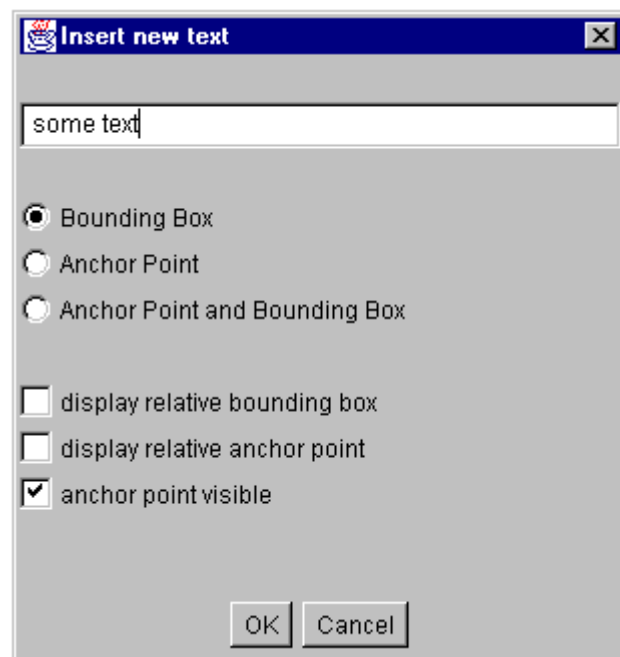 Insert new text
some text
Bounding Box
Anchor Point
Anchor Point and Bounding Box
display relative bounding box
display relative anchor point
anchor point visible
OK Cancel